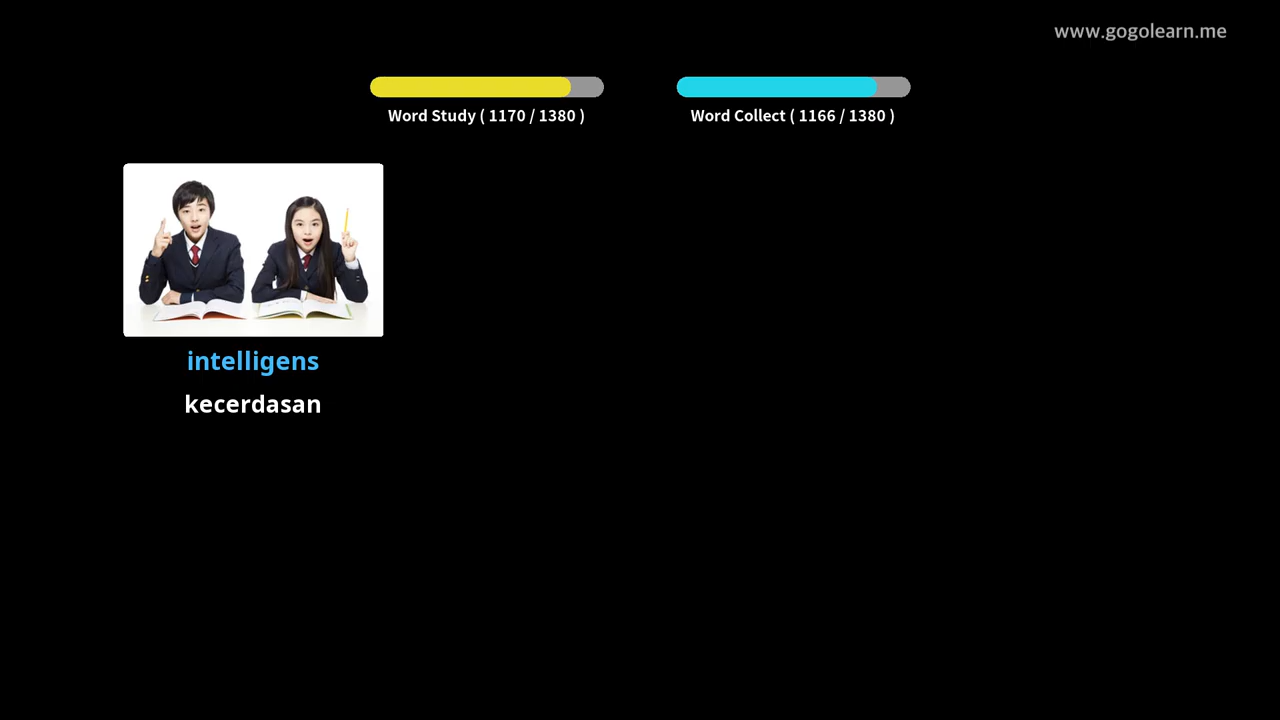 www.gogolearn.me
Word Study ( 1170 / 1380 )
Word Collect ( 1166 / 1380 )
intelligens
kecerdasan